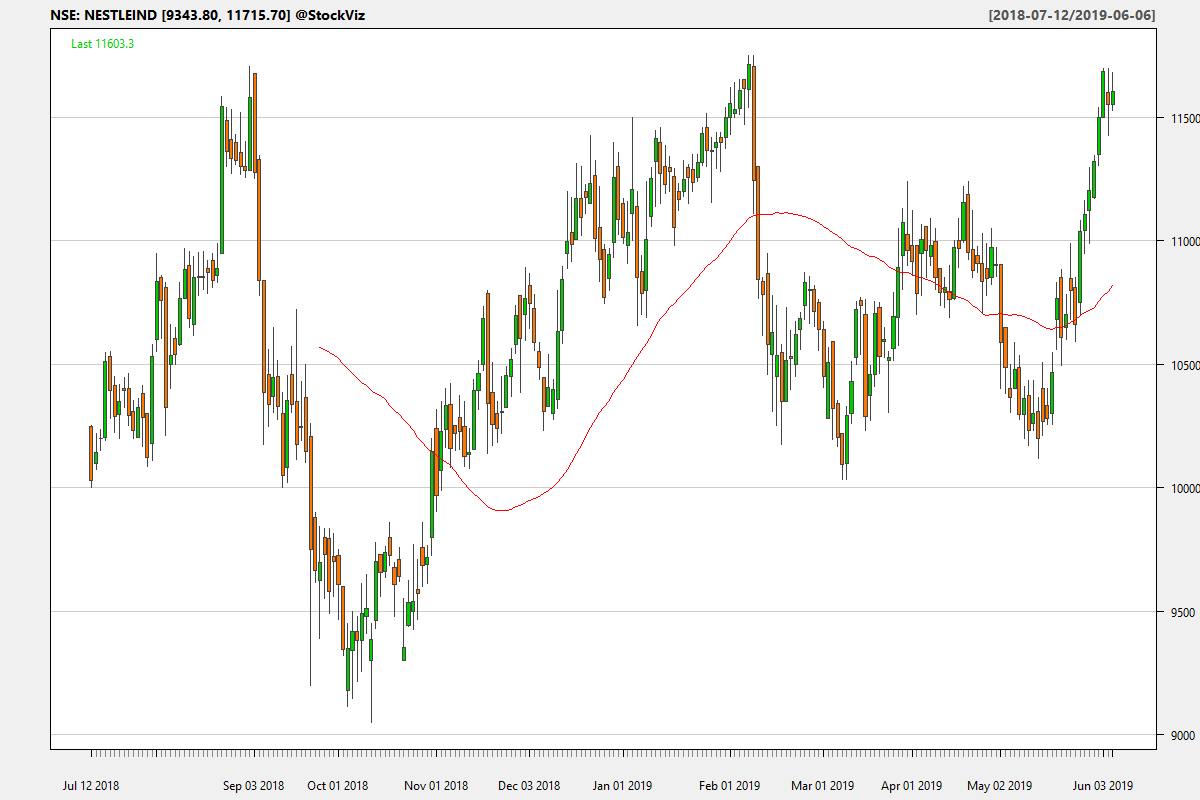 NSE: NESTLEIND [9343.80, 11715.70] @StockViz
[2018-07-12/2019-06-06]
Last 11603.3
11500
11000
10500
10000
9500
9000
Jul 12 2018
Sep 03 2018
Oct 01 2018
Nov 01 2018
Dec 03 2018
Jan 01 2019
Feb 01 2019
Mar 01 2019
Apr 01 2019
May 02 2019
Jun 03 2019